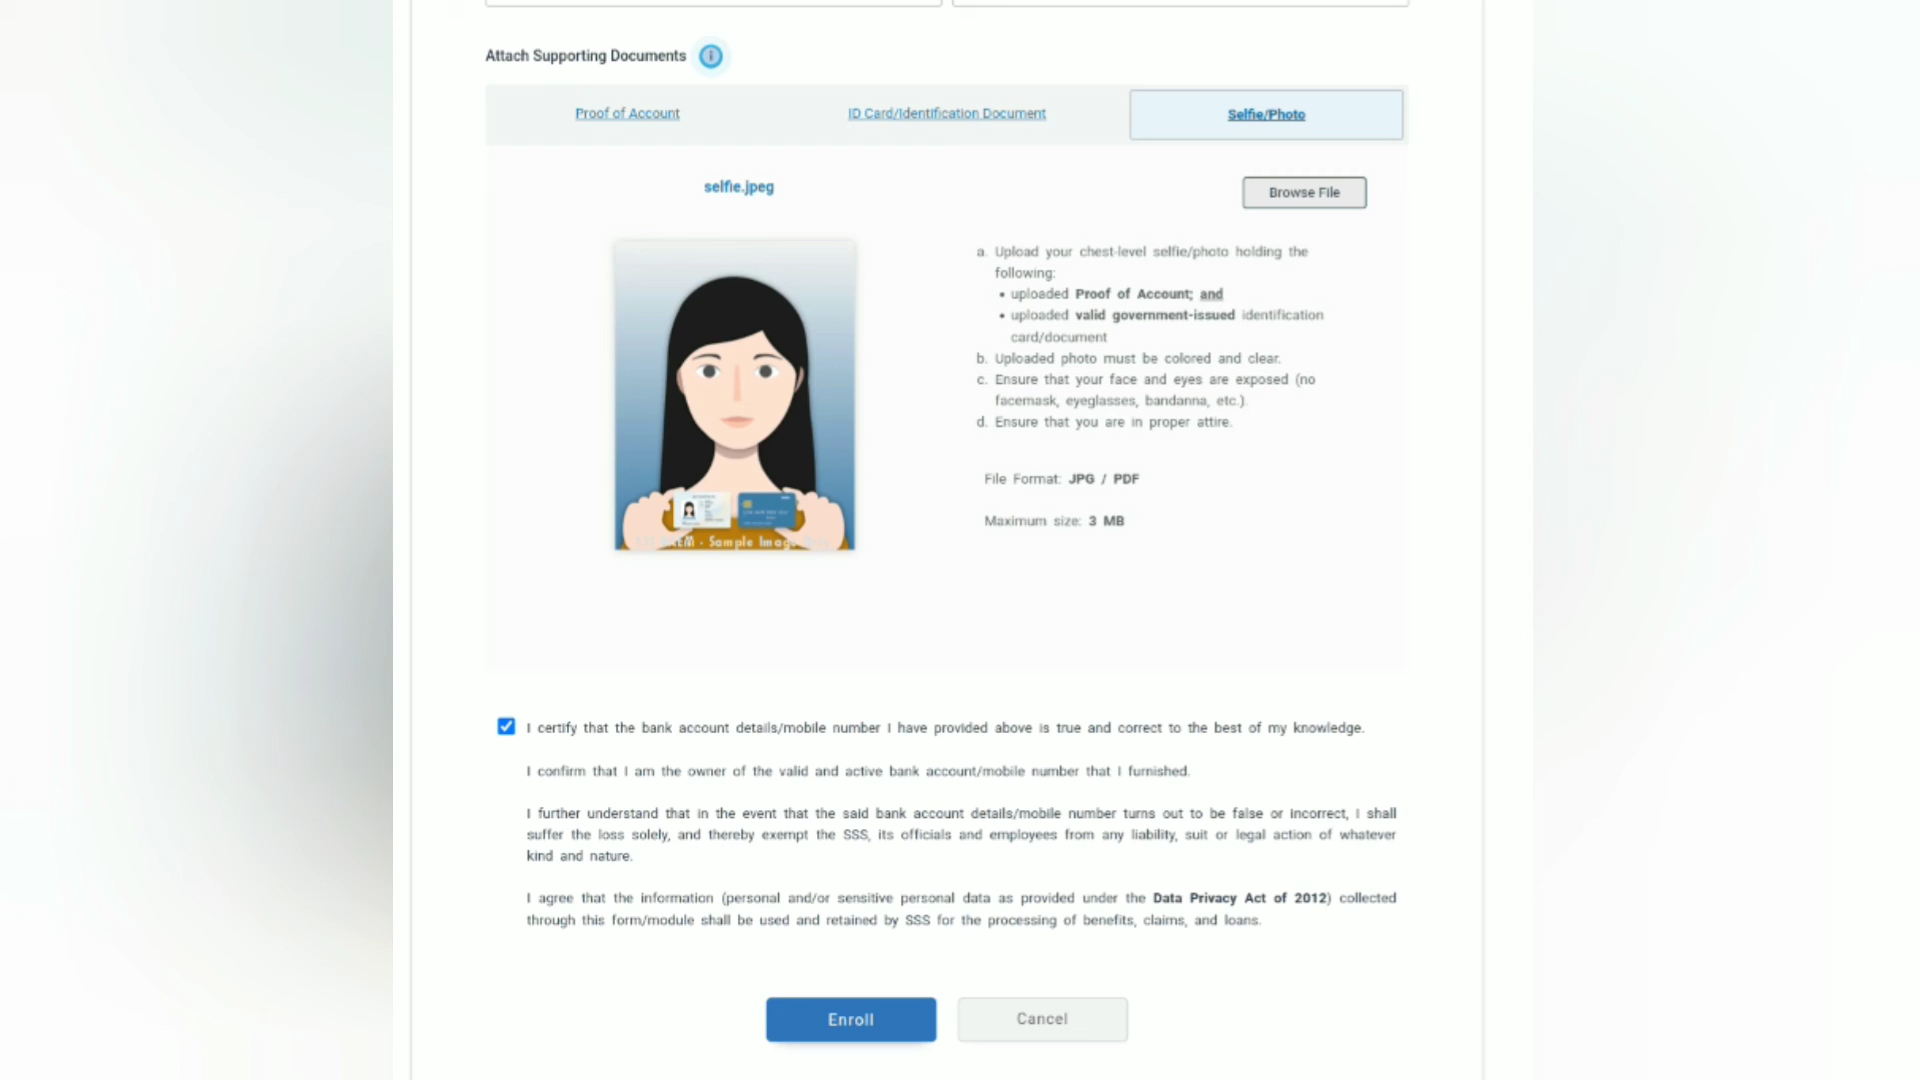 Attach Supporting Documents
Proof of Account
ID Card/Identification Document
Selfie/Photo
selfie.jpeg
Browse File
a. Upload your chest-level selfie/photo holding the
following:
• uploaded Proof of Account; and
• uploaded valid government-issued identification
card/document
b. Uploaded photo must be colored and clear.
c. Ensure that your face and eyes are exposed (no
facemask, eyeglasses, bandanna, etc.).
d. Ensure that you are in proper attire.
File Format: JPG / PDF
Maximum size: 3 MB
- Sample Image
I certify that the bank account details/mobile number I have provided above is true and correct to the best of my knowledge.
I confirm that I am the owner of the valid and active bank account/mobile number that I furnished.
I further understand that in the event that the said bank account details/mobile number turns out to be false or incorrect, I shall
suffer the loss solely, and thereby exempt the SSS, its officials and employees from any liability, suit or legal action of whatever
kind and nature.
I agree that the information (personal and/or sensitive personal data as provided under the Data Privacy Act of 2012) collected
through this form/module shall be used and retained by SSS for the processing of benefits, claims, and loans.
Enroll
Cancel